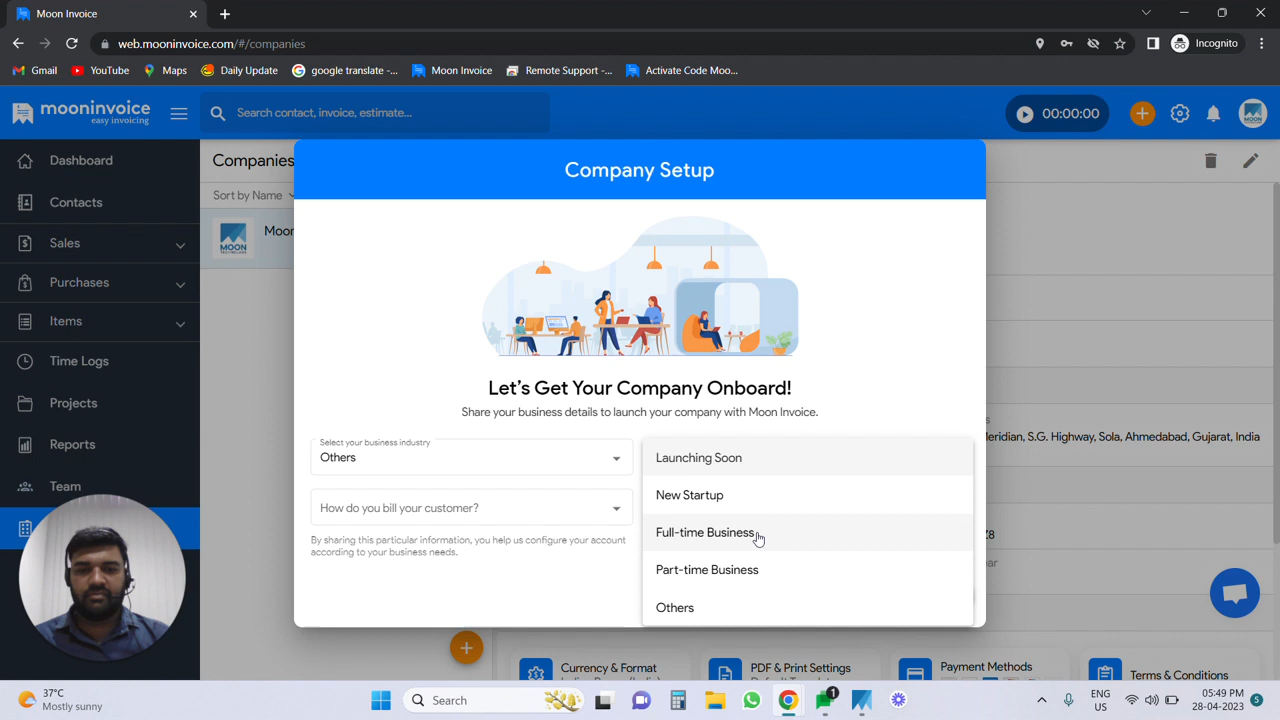 Moon Invoice
web.mooninvoice.com/#/companies
Incognito
Gmail
YouTube
Maps
Daily Update
google translate -...
Moon Invoice
Remote Support -...
Activate Code Moo...
mooninvoice
easy invoicing
Search contact, invoice, estimate...
00:00:00
MOON
Dashboard
Contacts
Sales
Purchases
Items
Time Logs
Projects
Reports
Team
Companies
Sort by Name
MOON
Moon
Company Setup
Let's Get Your Company Onboard!
Share your business details to launch your company with Moon Invoice.
Select your business industry
Others
How do you bill your customer?
By sharing this particular information, you help us configure your account
according to your business needs.
Launching Soon
New Startup
Full-time Business
Part-time Business
Others
eridian, S.G. Highway, Sola, Ahmedabad, Gujarat, India
Currency & Format
PDF & Print Settings
Payment Methods
Terms & Conditions
37°C
Mostly sunny
Search
1
ENG
US
05:49 PM
28-04-2023
5